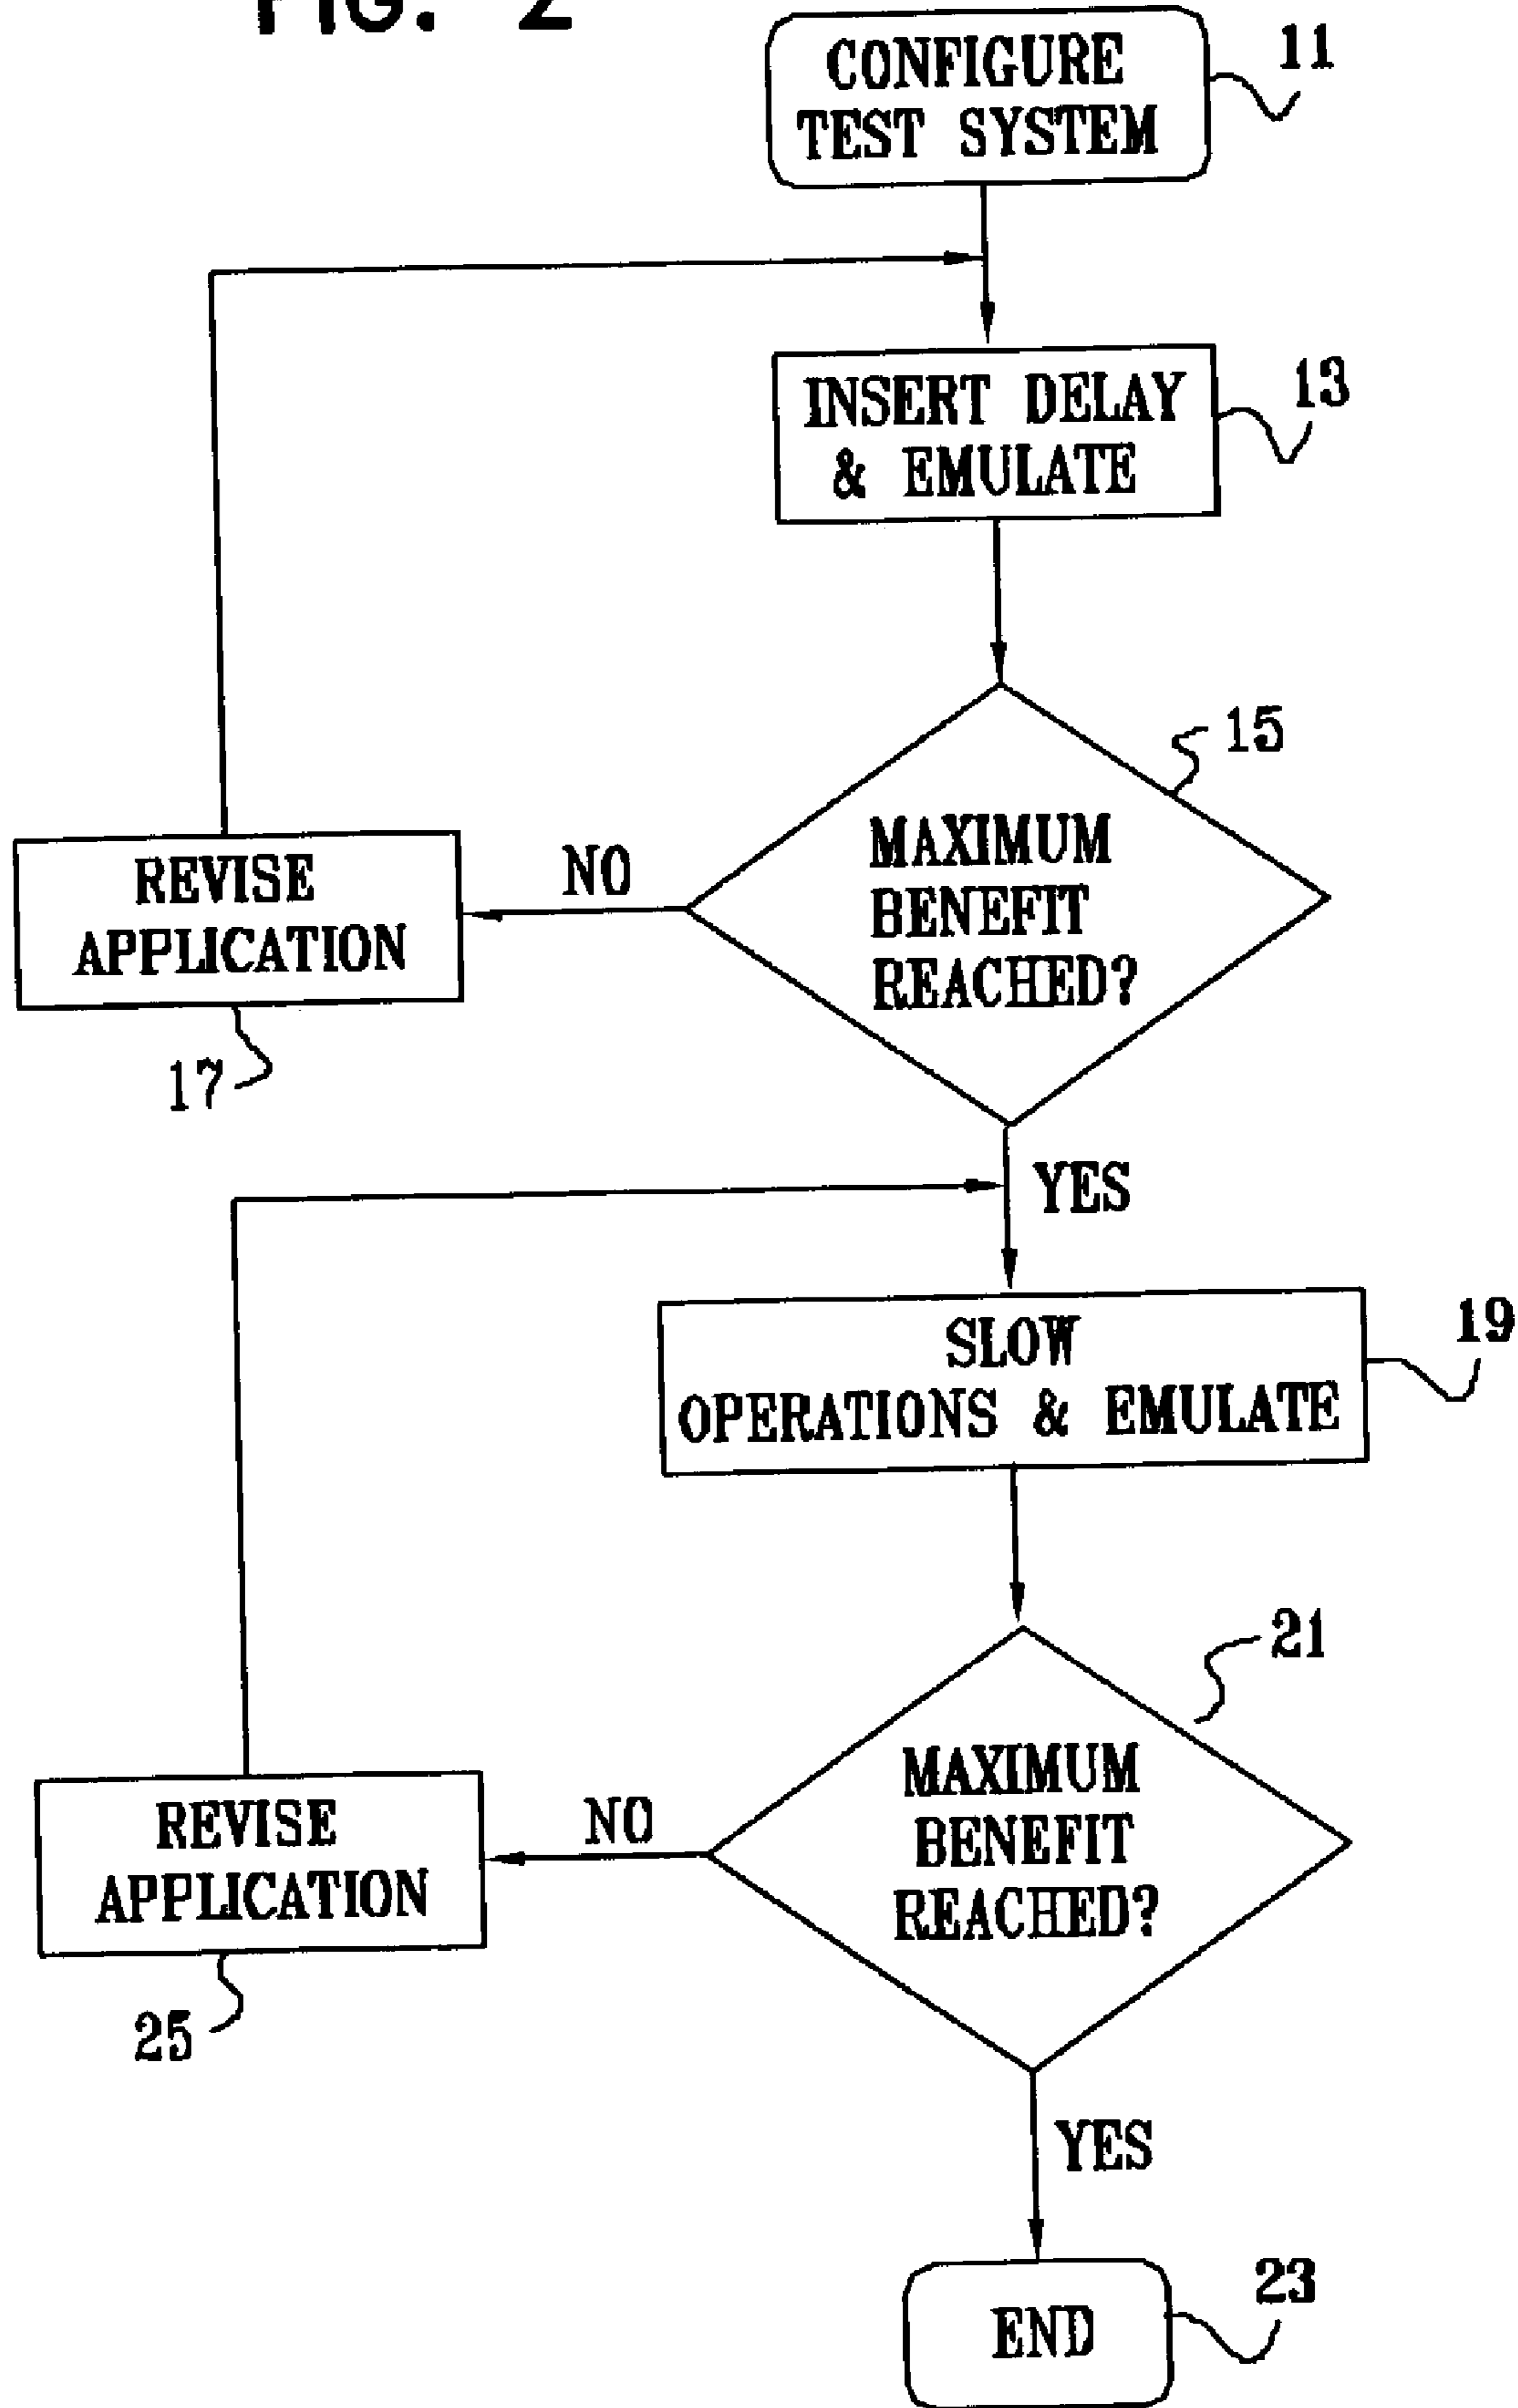 FIG. 2
CONFIGURE
TEST SYSTEM
11
INSERT DELAY
& EMULATE
13
15
MAXIMUM
BENEFIT
REACHED?
NO
REVISE
APPLICATION
17
YES
SLOW
OPERATIONS & EMULATE
19
21
MAXIMUM
BENEFIT
REACHED?
NO
REVISE
APPLICATION
25
YES
END
23